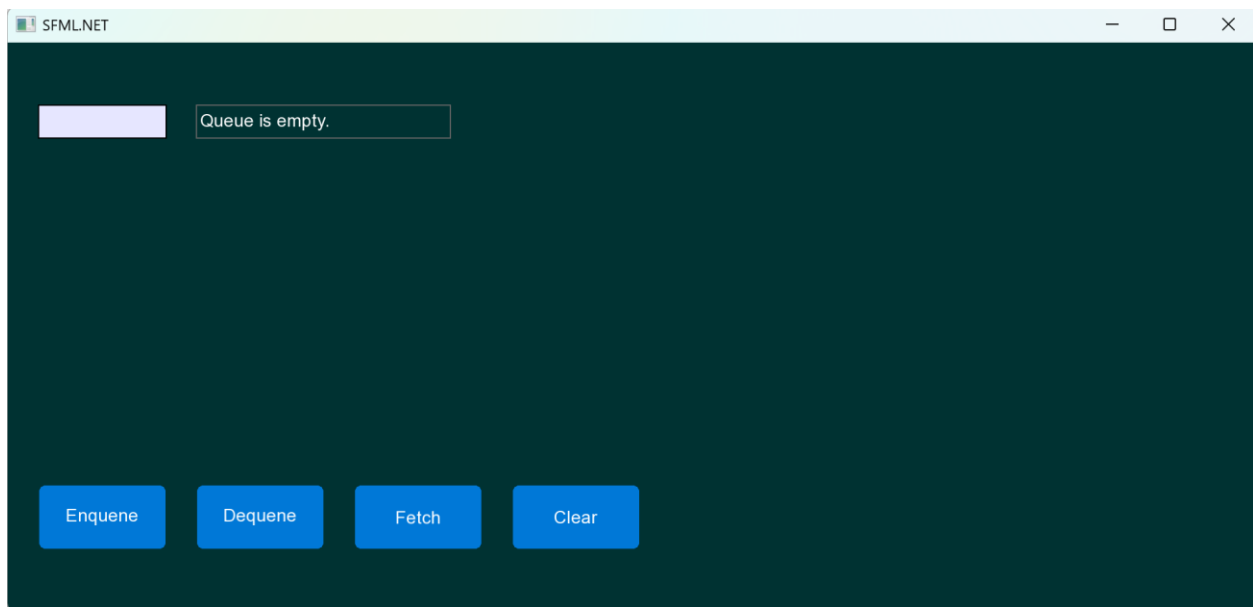 SFML.NET
Queue is empty.
Enquene
Dequene
Fetch
Clear